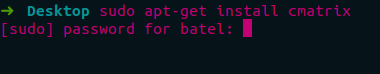 ➜ Desktop sudo apt-get install cmatrix
[sudo] password for batel: